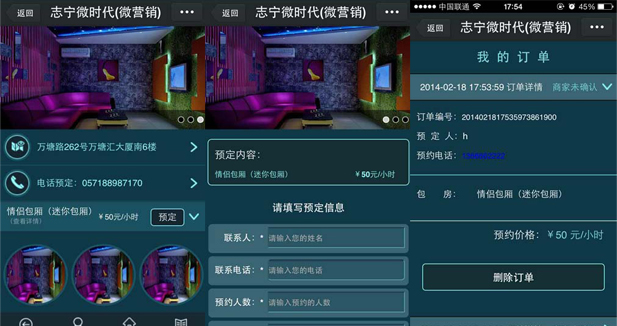 返回
志宁微时代(微营销)
万塘路262号万塘汇大厦南6楼
电话预定：057188987170
情侣包厢（迷你包厢）
(查看详情)
￥50元/小时
预定
返回
志宁微时代(微营销)
预定内容：
情侣包厢（迷你包厢）
￥50元/小时
请填写预定信息
联系人：* 请输入您的姓名
联系电话：* 请输入您的电话
预约人数：* 请输入预约的人数
中国联通
17:54
45%
返回
志宁微时代(微营销)
我的订单
2014-02-18 17:53:59 订单详情 商家未确认
订单编号：2014021817535973861900
预 定 人：h
预约电话：
包 房： 情侣包厢（迷你包厢）
预约价格：￥50 元/小时
删除订单